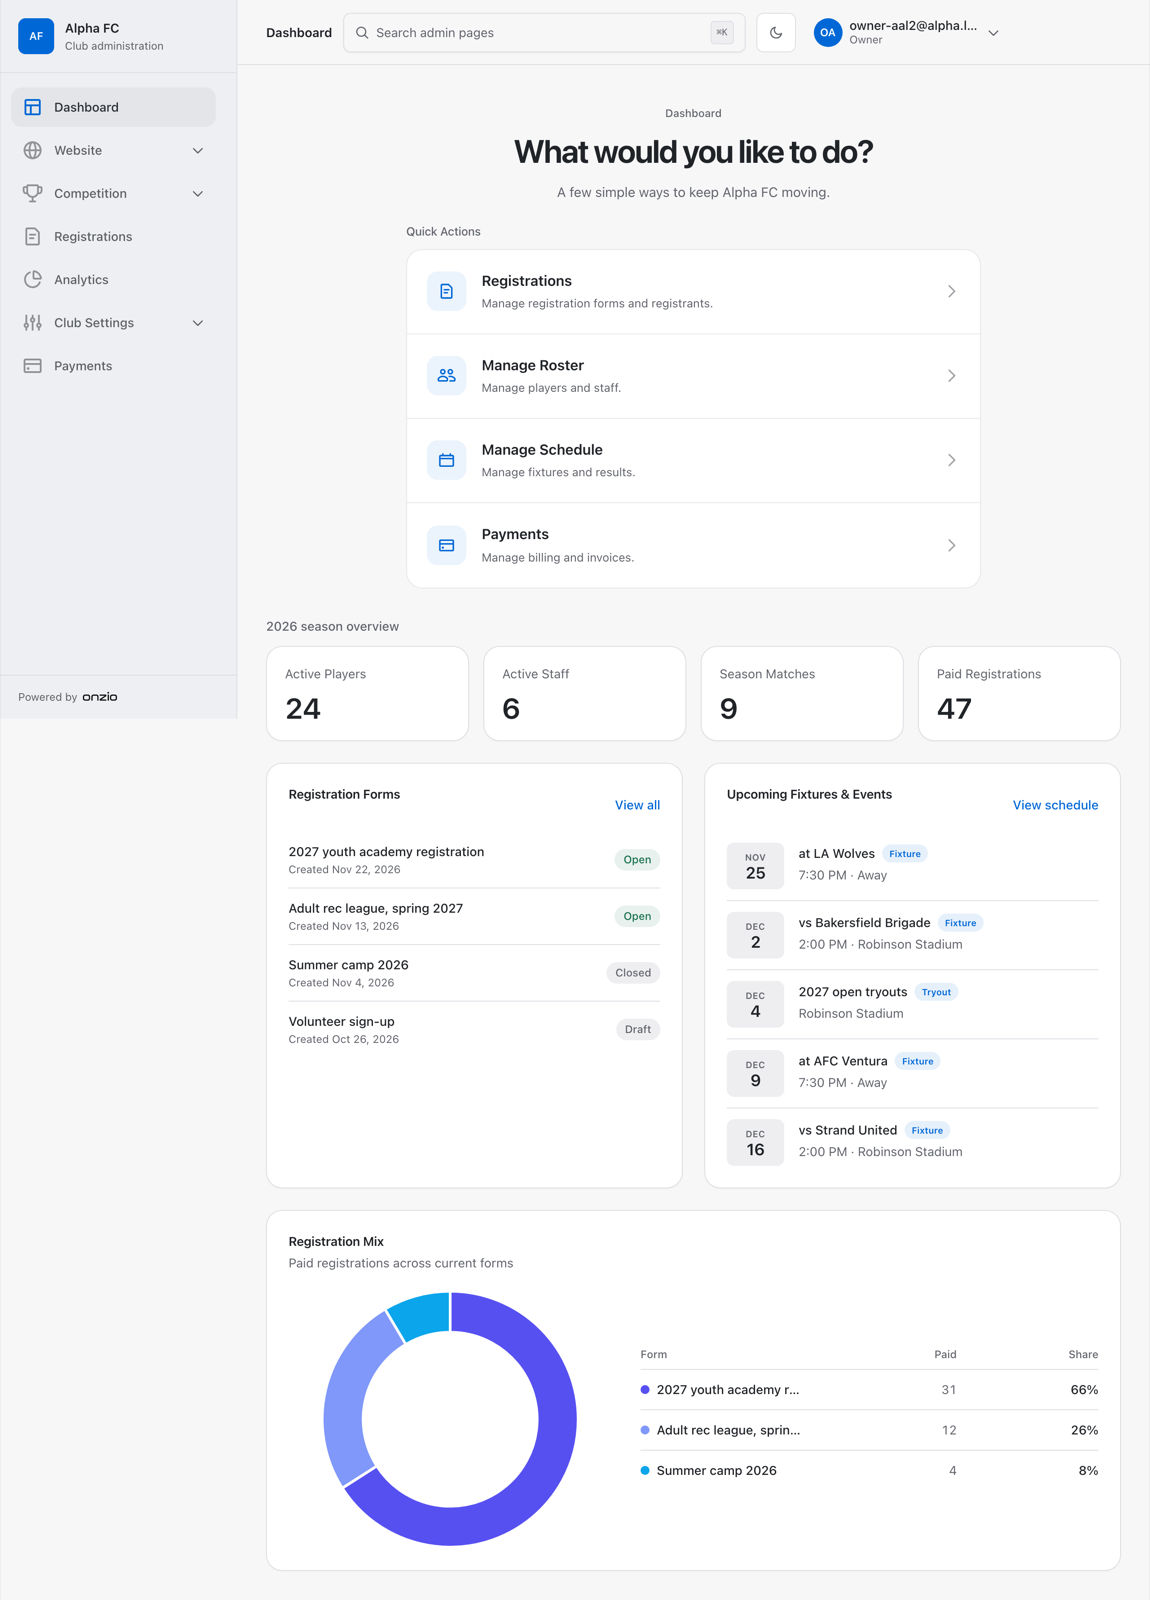 AF
Alpha FC
Club administration
Dashboard
Website
Competition
Registrations
Analytics
Club Settings
Payments
Powered by onzio
Dashboard
Search admin pages
⌘K
OA
owner-aal2@alpha.l...
Owner
Dashboard
What would you like to do?
A few simple ways to keep Alpha FC moving.
Quick Actions
Registrations
Manage registration forms and registrants.
Manage Roster
Manage players and staff.
Manage Schedule
Manage fixtures and results.
Payments
Manage billing and invoices.
2026 season overview
Active Players
24
Active Staff
6
Season Matches
9
Paid Registrations
47
Registration Forms
View all
2027 youth academy registration
Created Nov 22, 2026
Open
Adult rec league, spring 2027
Created Nov 13, 2026
Open
Summer camp 2026
Created Nov 4, 2026
Closed
Volunteer sign-up
Created Oct 26, 2026
Draft
Upcoming Fixtures & Events
View schedule
NOV
25
at LA Wolves Fixture
7:30 PM · Away
DEC
2
vs Bakersfield Brigade Fixture
2:00 PM · Robinson Stadium
DEC
4
2027 open tryouts Tryout
Robinson Stadium
DEC
9
at AFC Ventura Fixture
7:30 PM · Away
DEC
16
vs Strand United Fixture
2:00 PM · Robinson Stadium
Registration Mix
Paid registrations across current forms
Form Paid Share
2027 youth academy r... 31 66%
Adult rec league, sprin... 12 26%
Summer camp 2026 4 8%